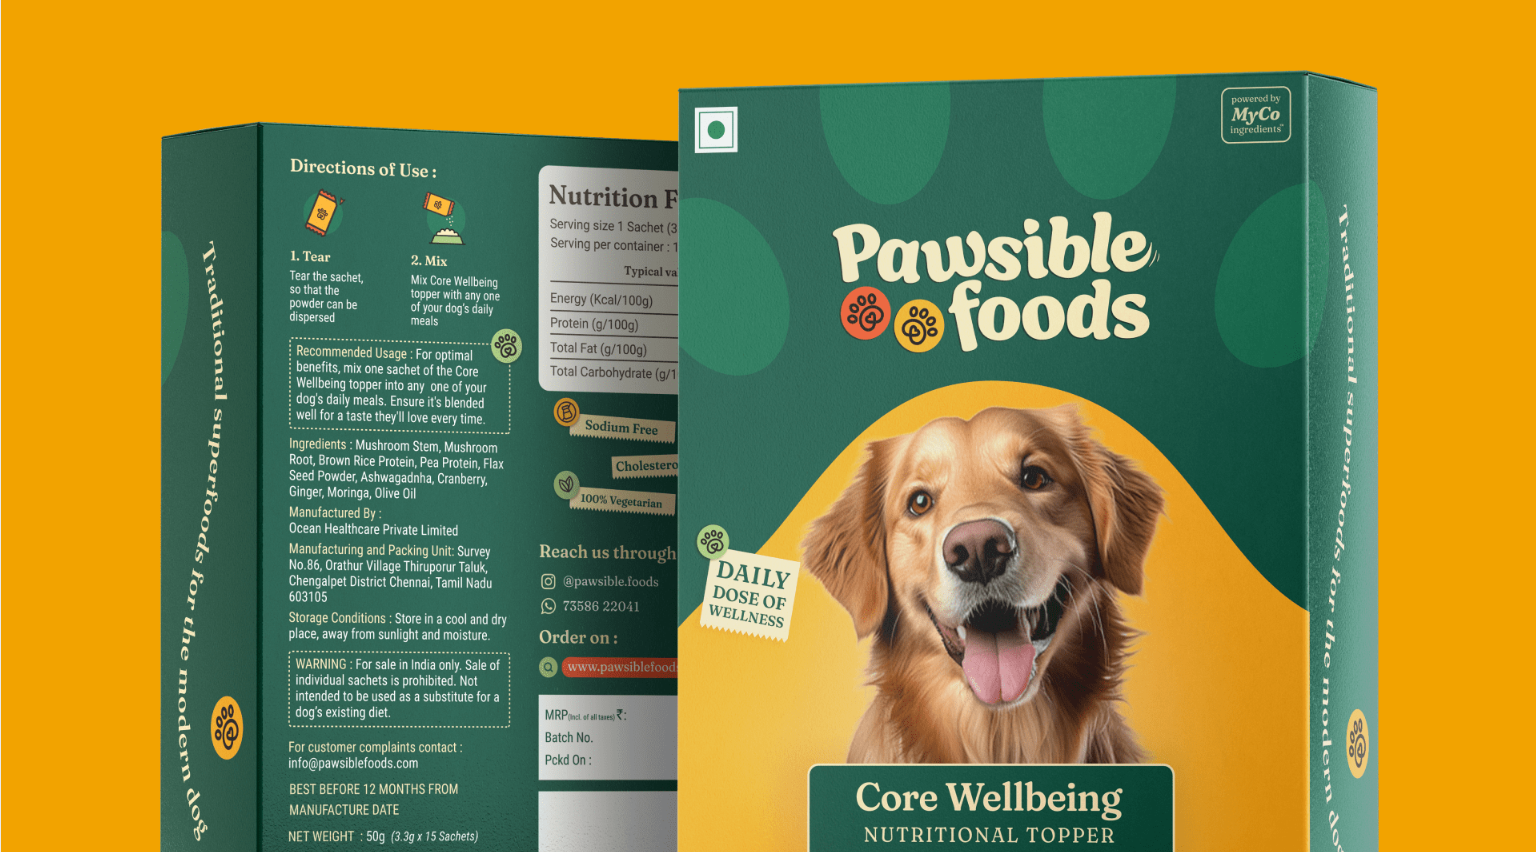 Traditional superfoods for the modern dog
Directions of Use :
1. Tear
Tear the sachet,
so that the
powder can be
dispersed
2. Mix
Mix Core Wellbeing
topper with any one
of your dog's daily
meals
Recommended Usage : For optimal
benefits, mix one sachet of the Core
Wellbeing topper into any one of your
dog's daily meals. Ensure it's blended
well for a taste they'll love every time.
Ingredients : Mushroom Stem, Mushroom
Root, Brown Rice Protein, Pea Protein, Flax
Seed Powder, Ashwagadnha, Cranberry,
Ginger, Moringa, Olive Oil
Manufactured By :
Ocean Healthcare Private Limited
Manufacturing and Packing Unit: Survey
No.86, Orathur Village Thiruporur Taluk,
Chengalpet District Chennai, Tamil Nadu
603105
Storage Conditions : Store in a cool and dry
place, away from sunlight and moisture.
WARNING : For sale in India only. Sale of
individual sachets is prohibited. Not
intended to be used as a substitute for a
dog's existing diet.
For customer complaints contact :
info@pawsiblefoods.com
BEST BEFORE 12 MONTHS FROM
MANUFACTURE DATE
NET WEIGHT : 50g (3.3g x 15 Sachets)
Nutrition F
Serving size 1 Sachet (3
Serving per container : 1
Typical va
Energy (Kcal/100g)
Protein (g/100g)
Total Fat (g/100g)
Total Carbohydrate (g/1
Sodium Free
Cholestero
100% Vegetarian
Reach us through
@pawsible.foods
73586 22041
Order on :
www.pawsiblefoods
MRP(Incl. of all taxes) ₹:
Batch No.
Pckd On :
powered by
MyCo
ingredients™
Pawsible
foods
DAILY
DOSE OF
WELLNESS
Core Wellbeing
NUTRITIONAL TOPPER
Traditional superfoods for the modern do